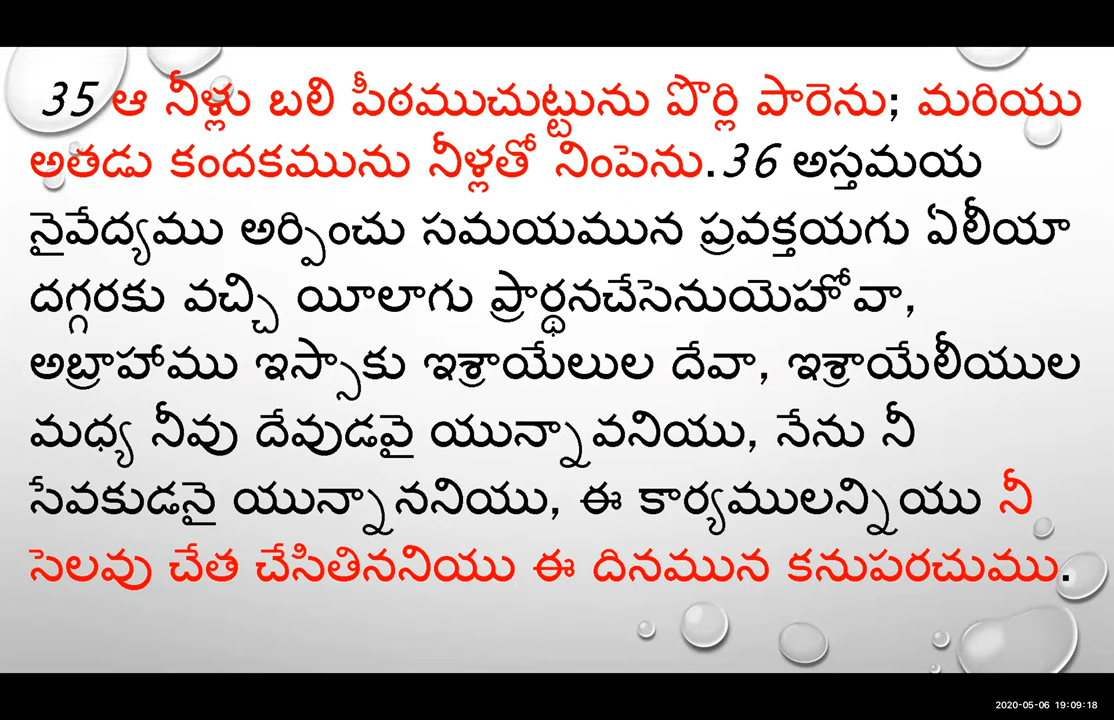 35 ఆ నీళ్లు బలి పీఠముచుట్టును పొర్లి పారెను; మరియు
అతడు కందకమును నీళ్లతో నింపెను.36 అస్తమయ
నైవేద్యము అర్పించు సమయమున ప్రవక్తయగు ఏలీయా
దగ్గరకు వచ్చి యీలాగు ప్రార్థనచేసెనుయెహోవా,
అబ్రాహాము ఇస్సాకు ఇశ్రాయేలుల దేవా, ఇశ్రాయేలీయుల
మధ్య నీవు దేవుడవై యున్నావనియు, నేను నీ
సేవకుడనై యున్నాననియు, ఈ కార్యములన్నియు నీ
సెలవు చేత చేసితిననియు ఈ దినమున కనుపరచుము.
2020-05-06 19:09:18